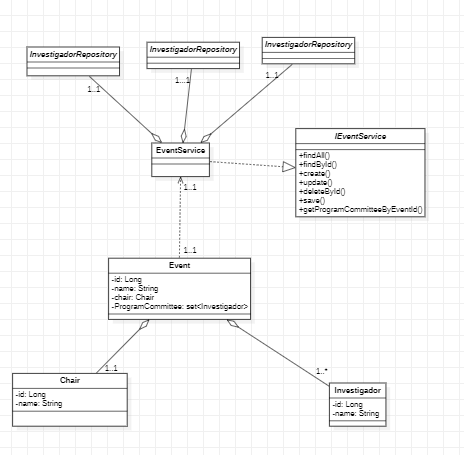 InvestigadorRepository
InvestigadorRepository
InvestigadorRepository
1..1
1...1
1..1
EventService
IEventService
+findAll()
+findById()
+create()
+update()
+deleteById()
+save()
+getProgramCommitteeByEventId()
1..1
1..1
Event
-id: Long
-name: String
-chair: Chair
-ProgramCommittee: set<Investigador>
1..1
1..*
Chair
-id: Long
-name: String
Investigador
-id: Long
-name: String